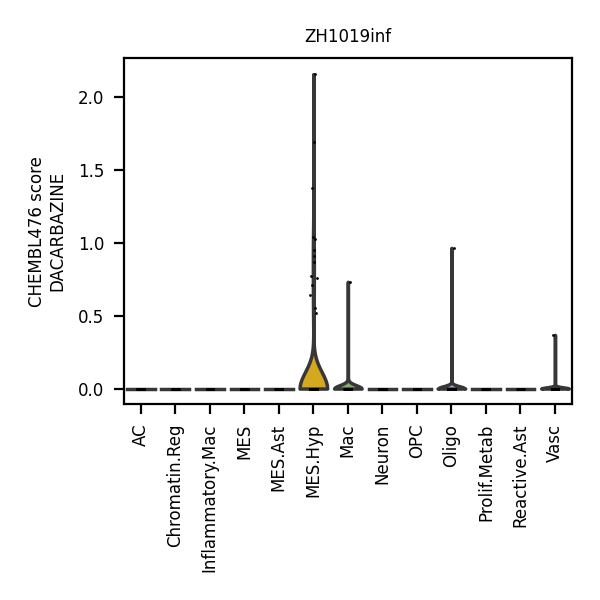 ZH1019inf
CHEMBL476 score
DACARBAZINE
2.0
1.5
1.0
0.5
0.0
AC
Chromatin.Reg
Inflammatory.Mac
MES
MES.Ast
MES.Hyp
Mac
Neuron
OPC
Oligo
Prolif.Metab
Reactive.Ast
Vasc